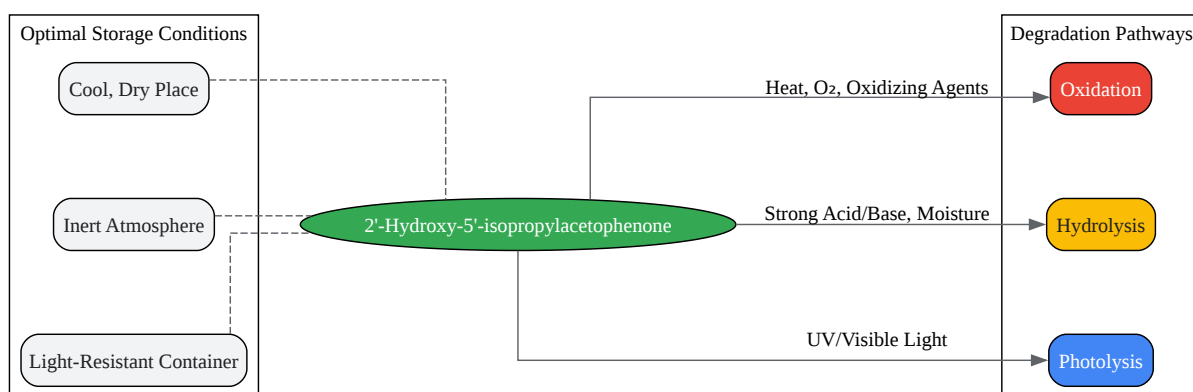 Optimal Storage Conditions
Cool, Dry Place
Inert Atmosphere
Light-Resistant Container
2'-Hydroxy-5'-isopropylacetophenone
Heat, O₂, Oxidizing Agents
Strong Acid/Base, Moisture
UV/Visible Light
Degradation Pathways
Oxidation
Hydrolysis
Photolysis